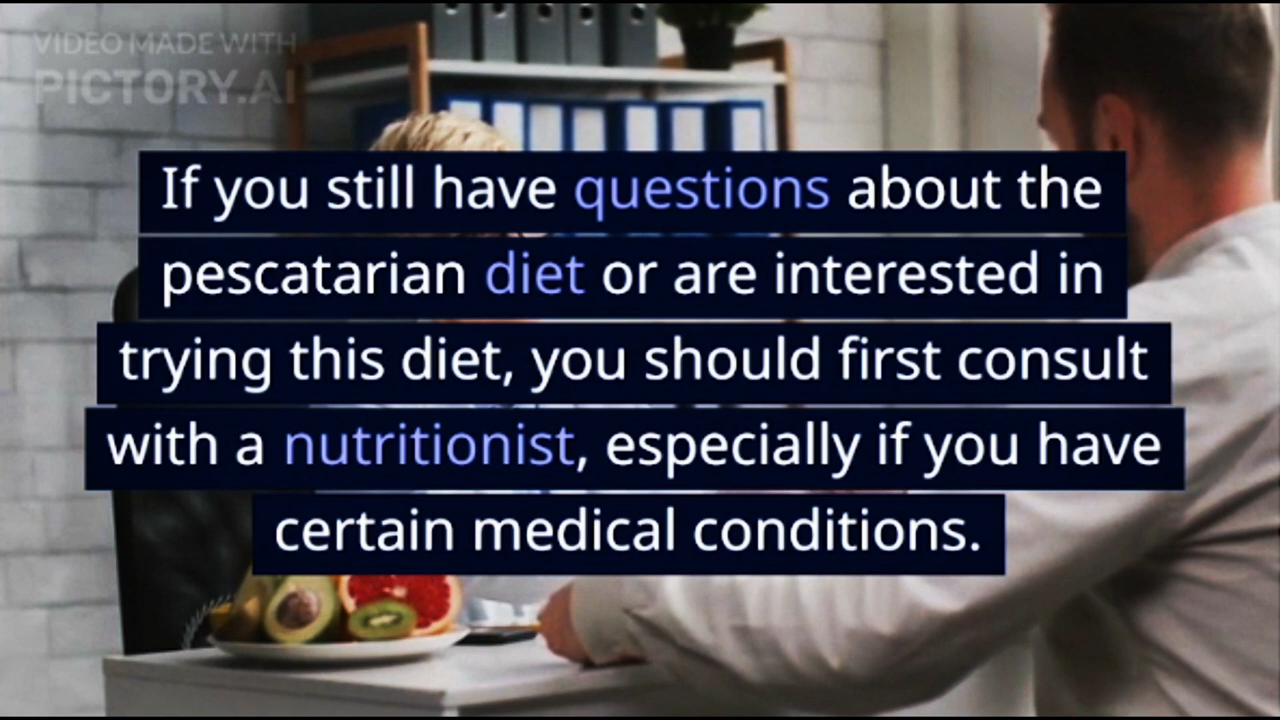 VIDEO MADE WITH
PICTORY.AI
If you still have questions about the
pescatarian diet or are interested in
trying this diet, you should first consult
with a nutritionist, especially if you have
certain medical conditions.